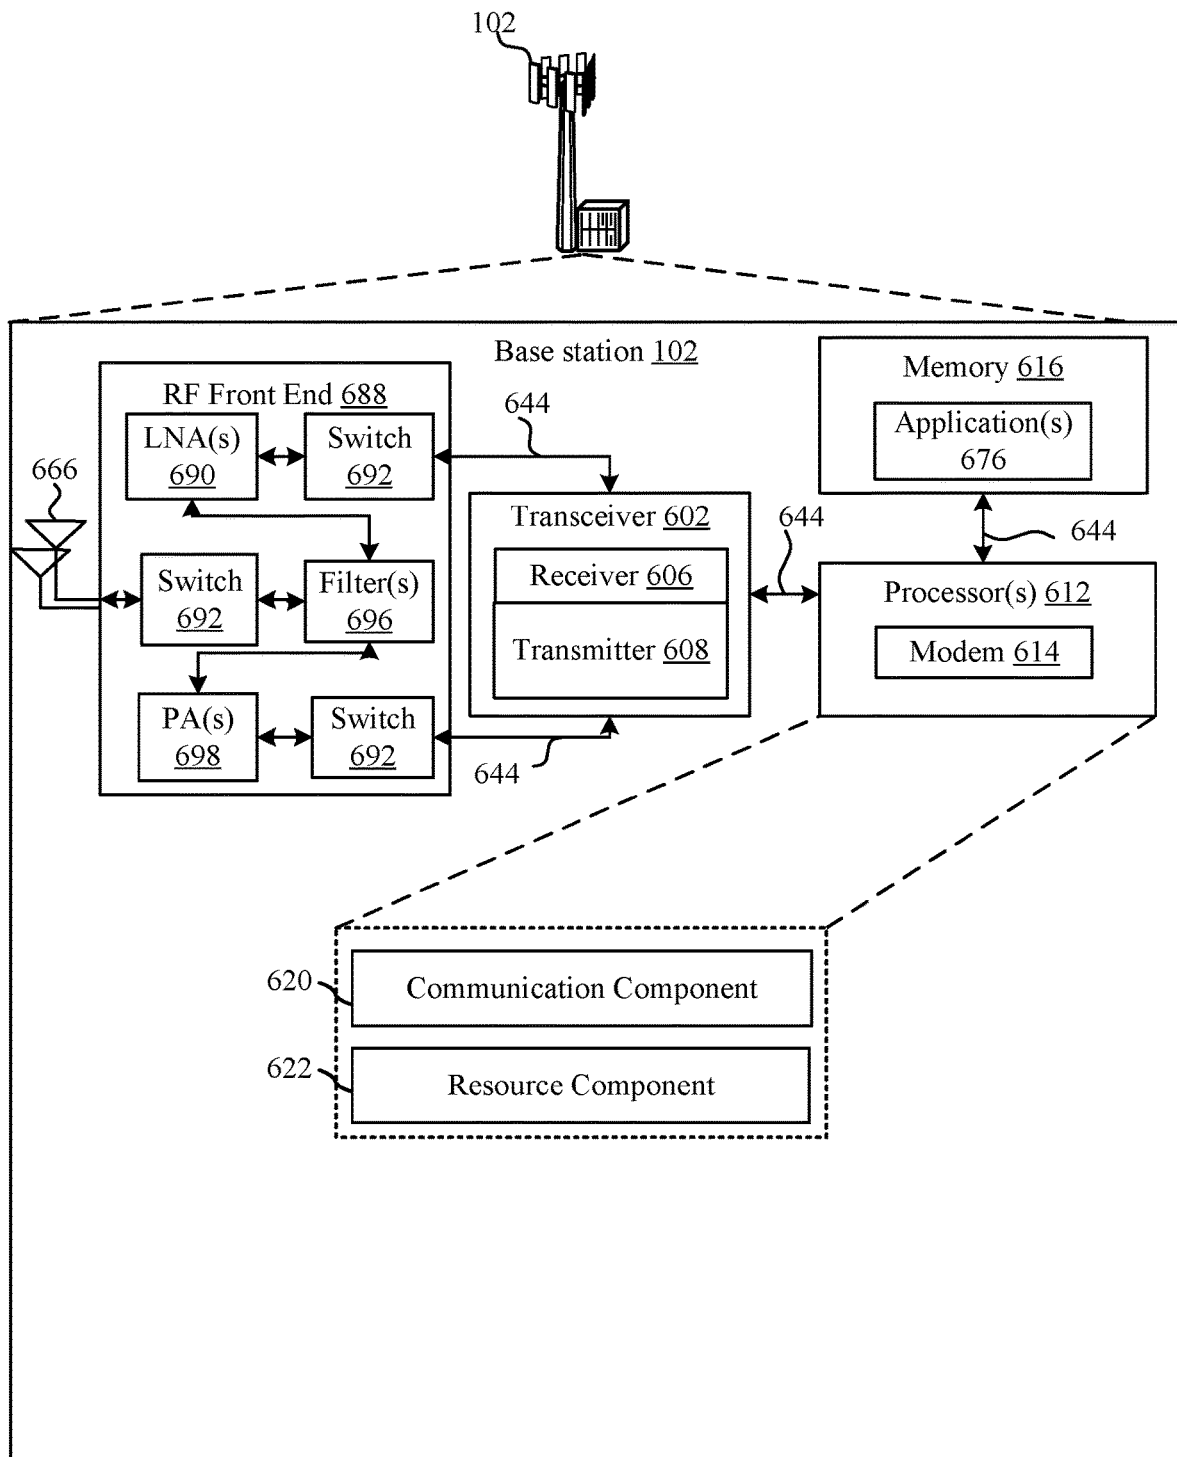 102
Base station 102
RF Front End 688
LNA(s)
690
Switch
692
644
Memory 616
Application(s)
676
666
Transceiver 602
Receiver 606
Transmitter 608
644
644
Switch
692
Filter(s)
696
Processor(s) 612
Modem 614
PA(s)
698
Switch
692
644
620
Communication Component
622
Resource Component